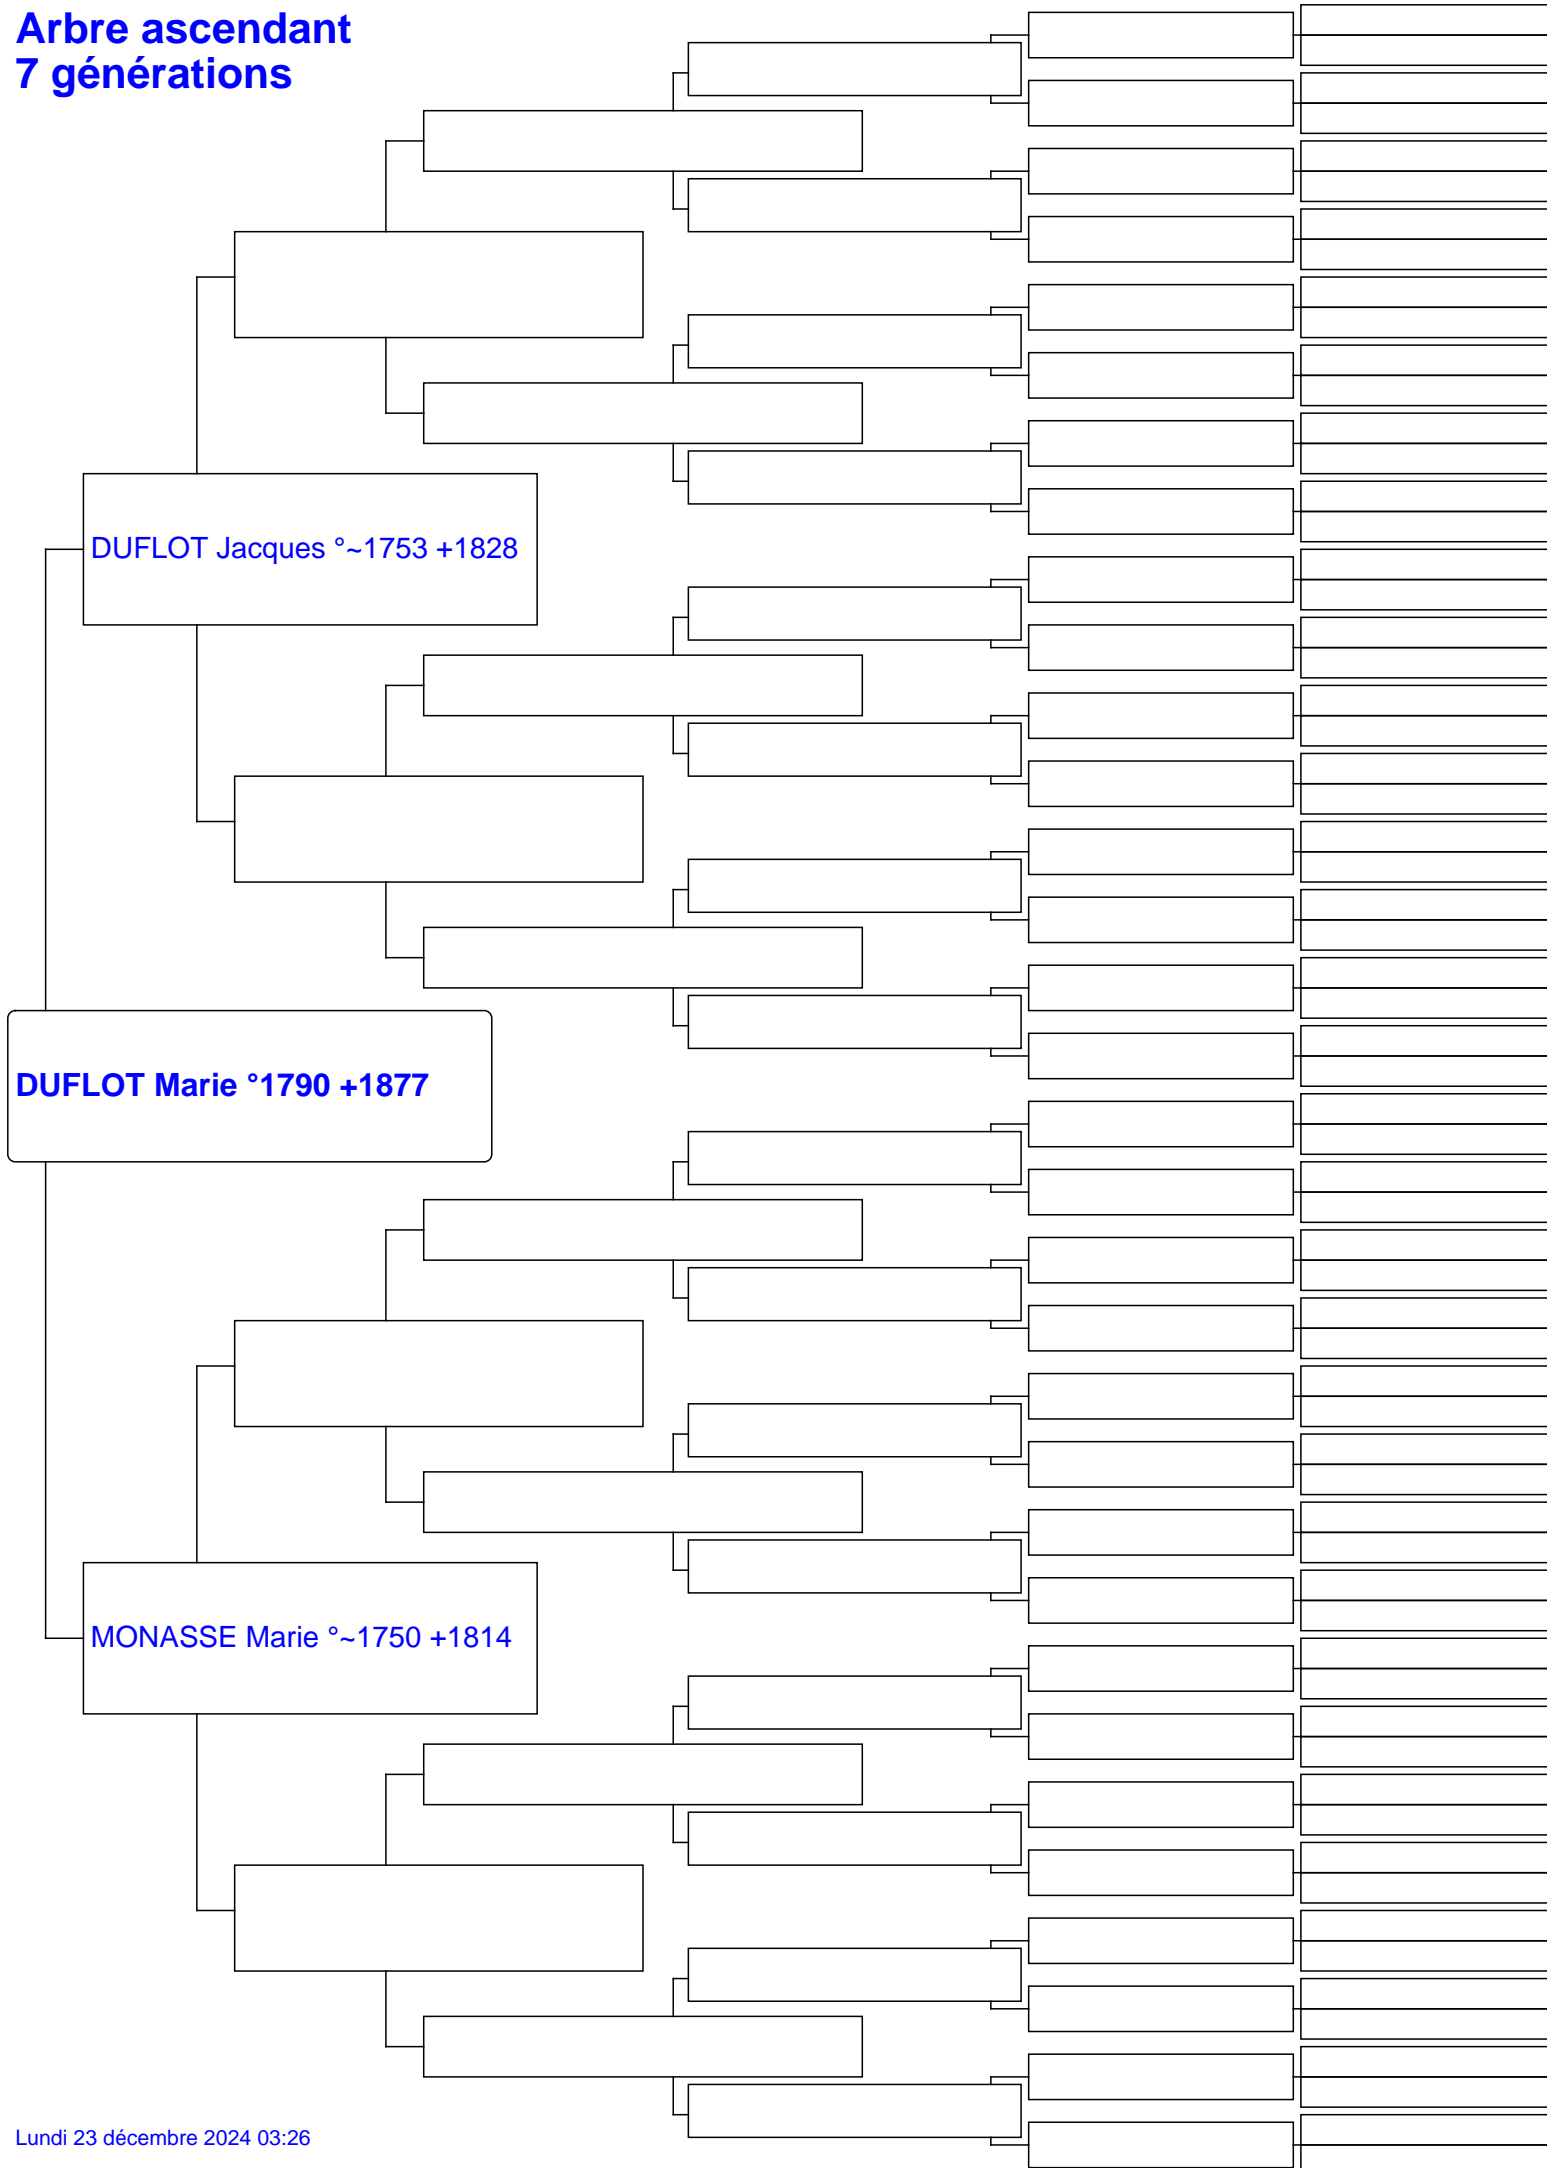 Arbre ascendant
7 générations
DUFLOT Jacques °~1753 +1828
DUFLOT Marie °1790 +1877
MONASSE Marie °~1750 +1814
Lundi 23 décembre 2024 03:26